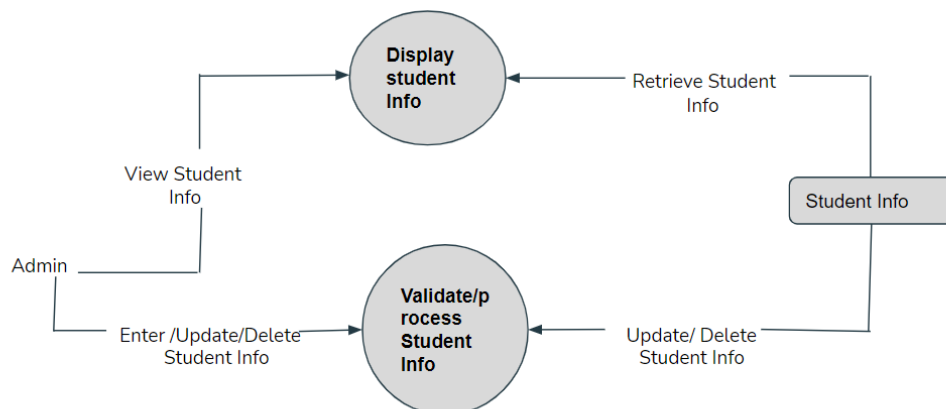 Display
student
Info
Retrieve Student
Info
View Student
Info
Student Info
Admin
Validate/p
rocess
Student
Info
Enter /Update/Delete
Student Info
Update/ Delete
Student Info